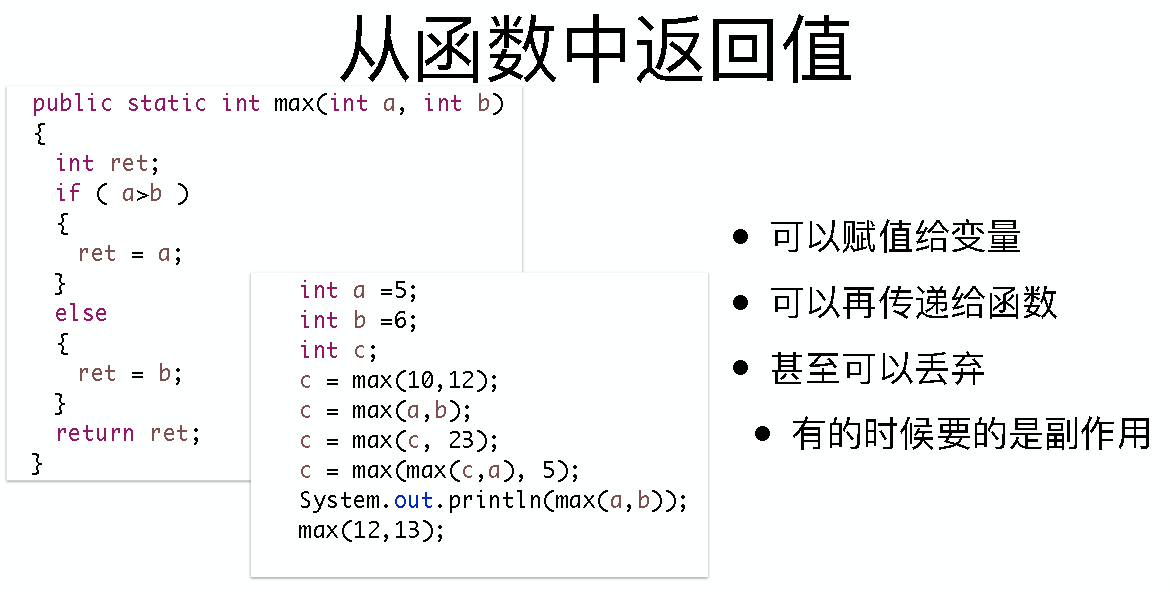 从函数中返回值
public static int max(int a, int b)
{
int ret;
if ( a>b )
{
ret = a;
}
else
{
ret = b;
}
return ret;
}
int a =5;
int b =6;
int c;
c = max(10,12);
c = max(a,b);
c = max(c, 23);
c = max(max(c,a), 5);
System.out.println(max(a,b));
max(12,13);
• 可以赋值给变量
• 可以再传递给函数
• 甚至可以丢弃
• 有的时候要的是副作用